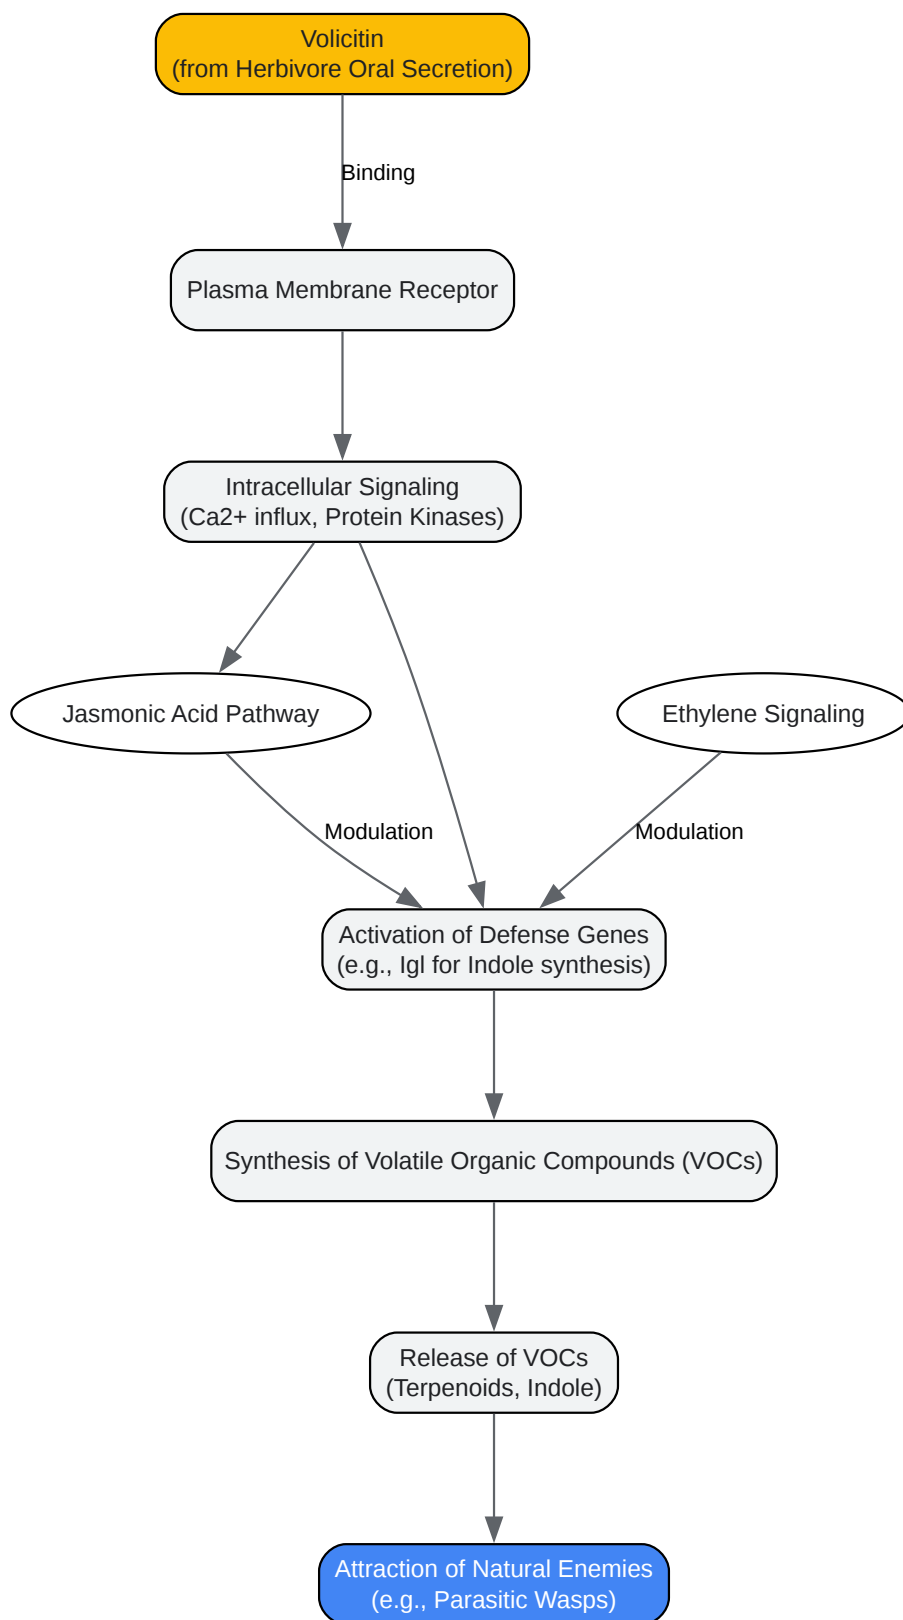 Volicitin
(from Herbivore Oral Secretion)
Binding
Plasma Membrane Receptor
Intracellular Signaling
(Ca2+ influx, Protein Kinases)
Jasmonic Acid Pathway
Ethylene Signaling
Modulation
Modulation
Activation of Defense Genes
(e.g., Igl for Indole synthesis)
Synthesis of Volatile Organic Compounds (VOCs)
Release of VOCs
(Terpenoids, Indole)
Attraction of Natural Enemies
(e.g., Parasitic Wasps)